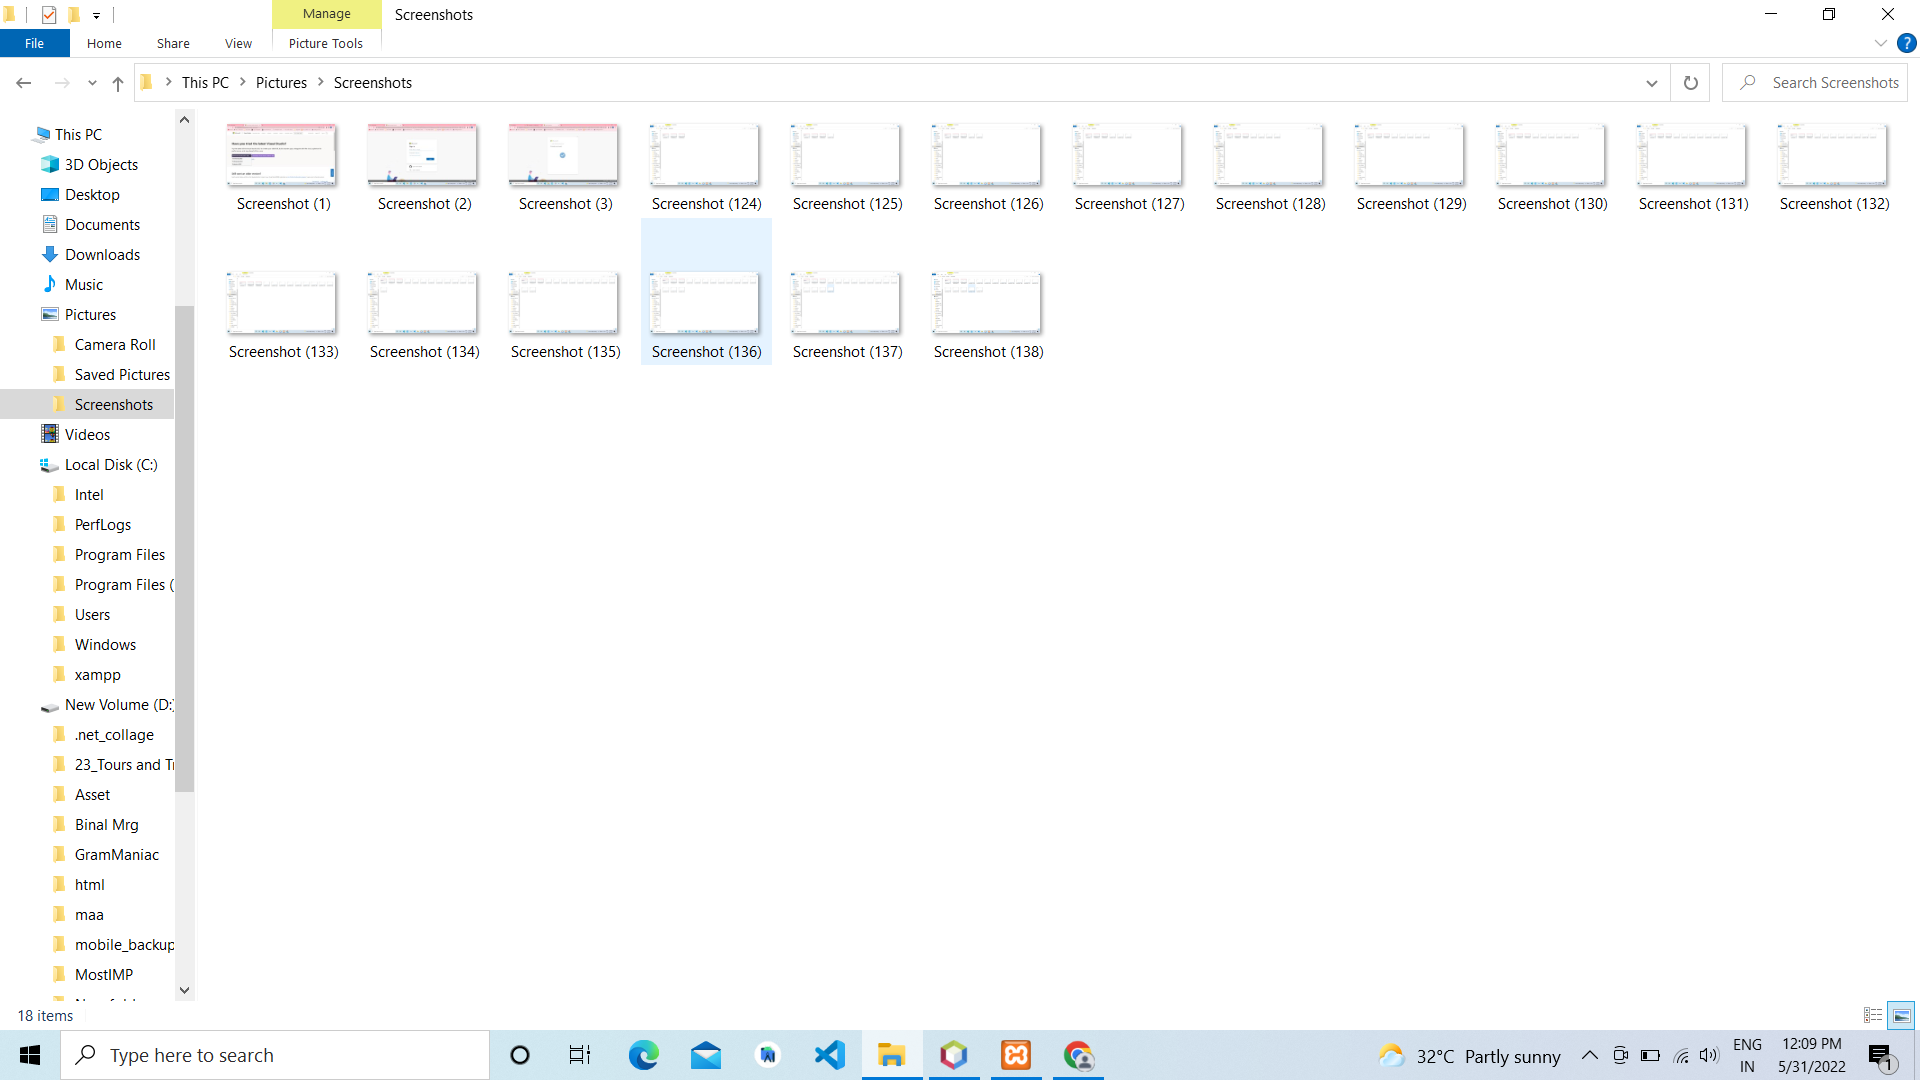 Manage
Screenshots
File
Home
Share
View
Picture Tools
This PC
Pictures
Screenshots
Search Screenshots
This PC
3D Objects
Desktop
Documents
Downloads
Music
Pictures
Camera Roll
Saved Pictures
Screenshots
Videos
Local Disk (C:)
Intel
PerfLogs
Program Files
Program Files (
Users
Windows
xampp
New Volume (D:)
.net_collage
23_Tours and Tr
Asset
Binal Mrg
GramManiac
html
maa
mobile_backup
MostIMP
Screenshot (1)
Screenshot (2)
Screenshot (3)
Screenshot (124)
Screenshot (125)
Screenshot (126)
Screenshot (127)
Screenshot (128)
Screenshot (129)
Screenshot (130)
Screenshot (131)
Screenshot (132)
Screenshot (133)
Screenshot (134)
Screenshot (135)
Screenshot (136)
Screenshot (137)
Screenshot (138)
18 items
Type here to search
32°C Partly sunny
ENG
IN
12:09 PM
5/31/2022
1